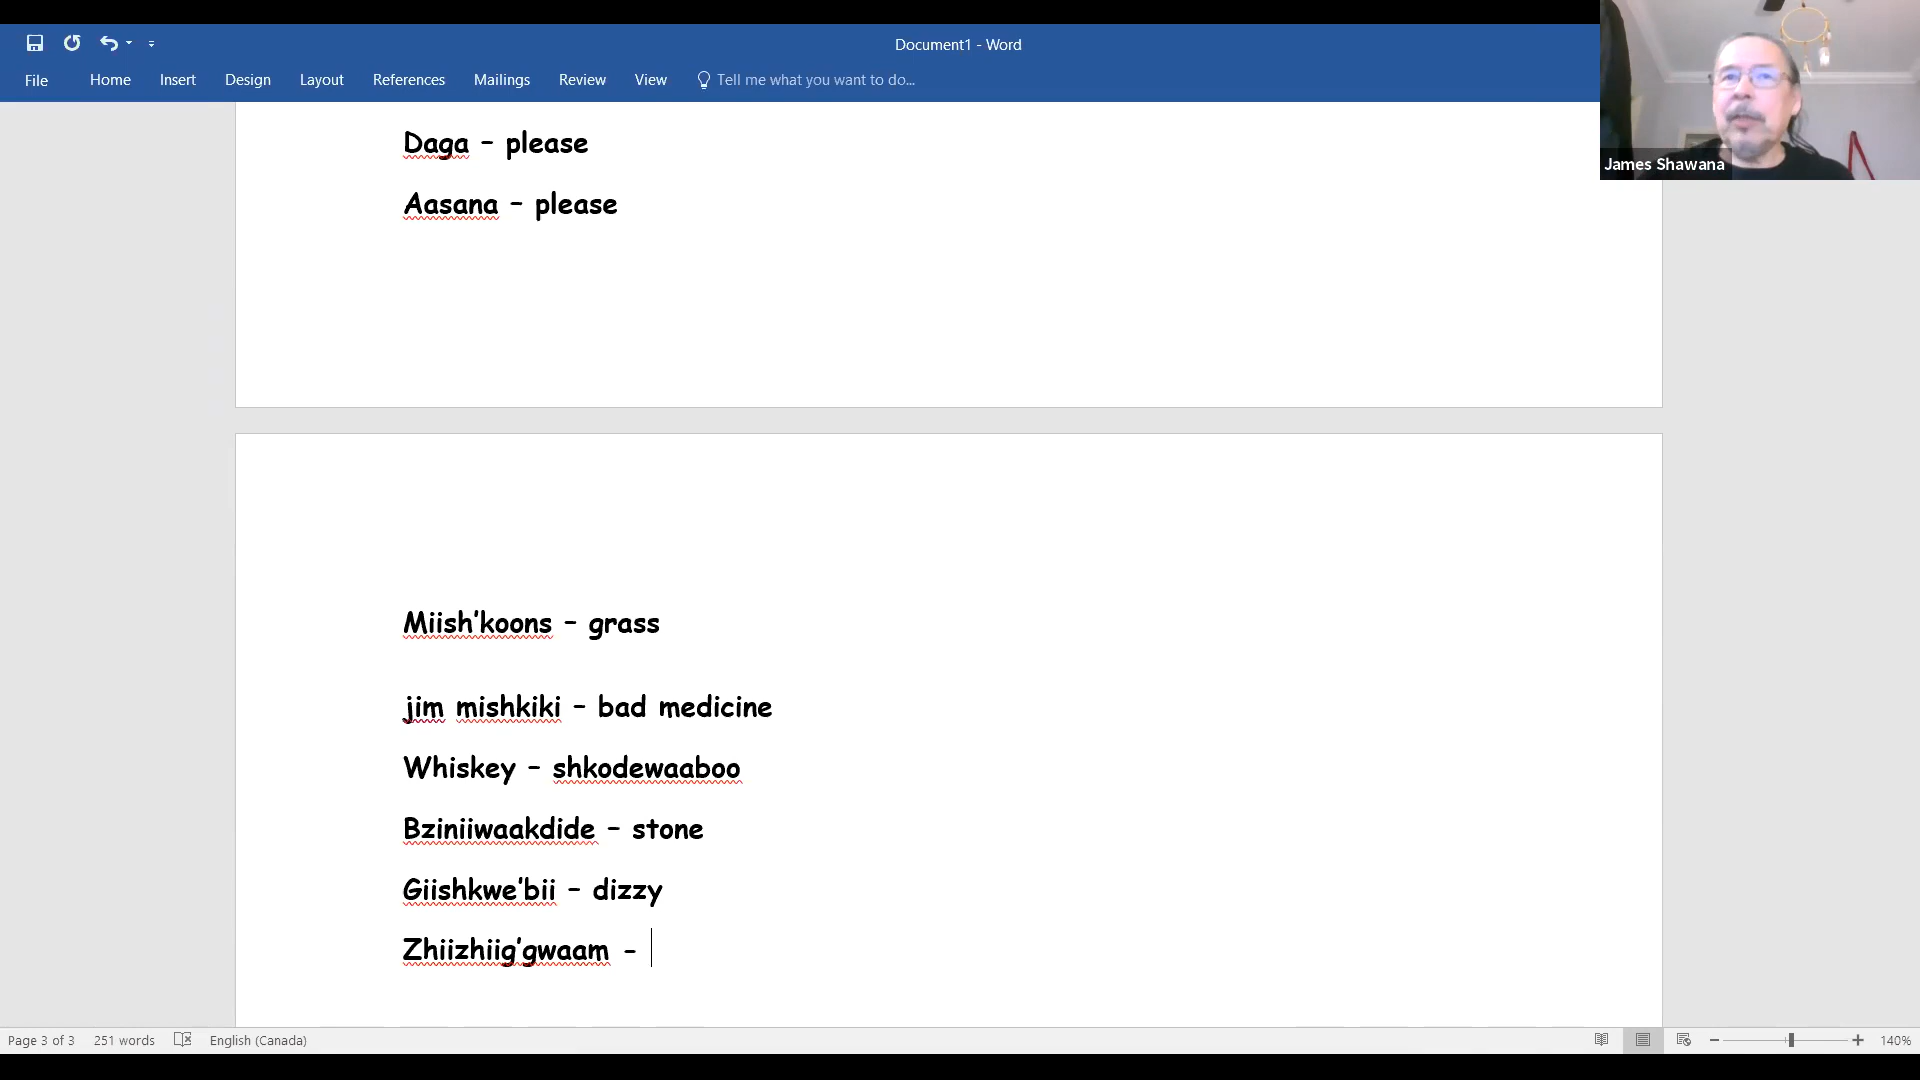 Document1 - Word
File Home Insert Design Layout References Mailings Review View Tell me what you want to do...
James Shawana
Daga – please
Aasana – please
Miish'koons – grass
jim mishkiki – bad medicine
Whiskey – shkodewaaboo
Bziniiwaakdide – stone
Giishkwe'bii – dizzy
Zhiizhiig'gwaam -
Page 3 of 3 251 words English (Canada) 140%